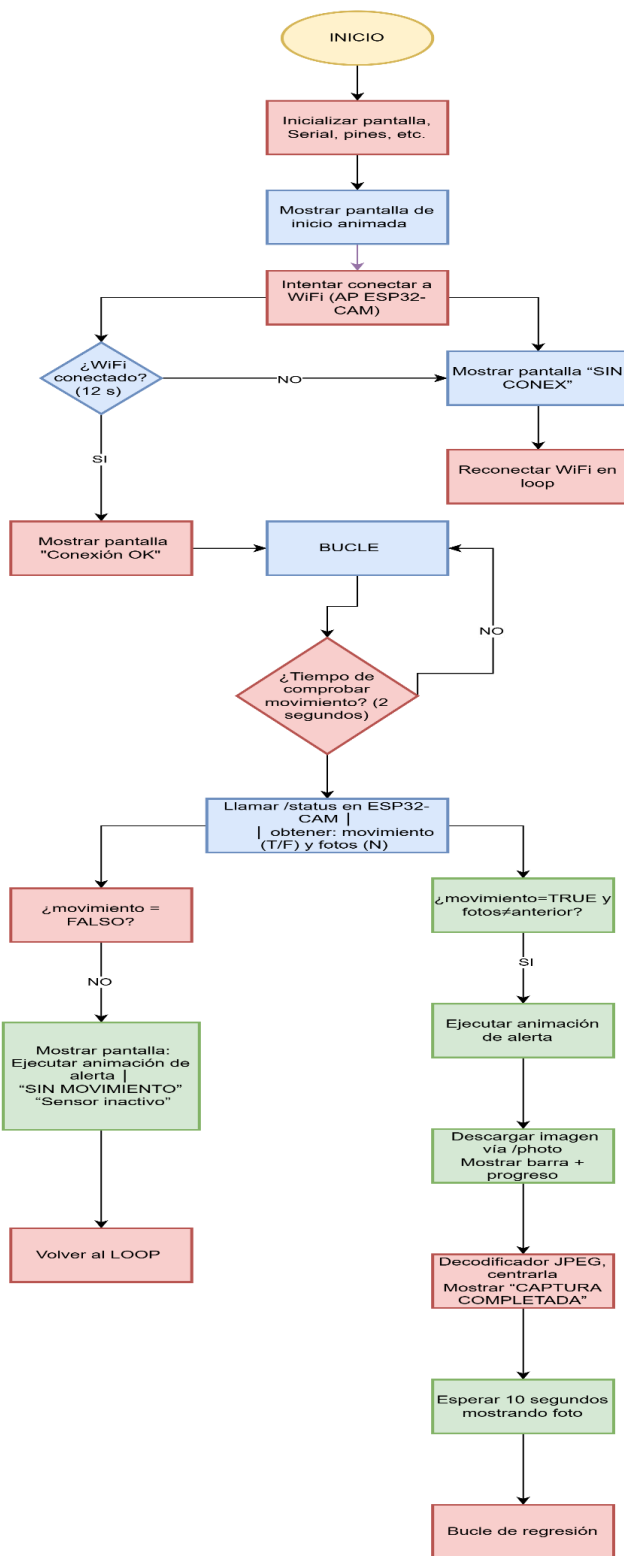 INICIO
Inicializar pantalla,
Serial, pines, etc.
Mostrar pantalla de
inicio animada
Intentar conectar a
WiFi (AP ESP32-
CAM)
¿WiFi
conectado?
(12 s)
NO
Mostrar pantalla “SIN
CONEX”
SI
Reconectar WiFi en
loop
Mostrar pantalla
"Conexión OK"
BUCLE
NO
¿Tiempo de
comprobar
movimiento? (2
segundos)
Llamar /status en ESP32-
CAM |
| obtener: movimiento
(T/F) y fotos (N)
¿movimiento =
FALSO?
¿movimiento=TRUE y
fotos≠anterior?
NO
SI
Mostrar pantalla:
Ejecutar animación de
alerta |
“SIN MOVIMIENTO”
“Sensor inactivo”
Ejecutar animación
de alerta
Descargar imagen
vía /photo
Mostrar barra +
progreso
Volver al LOOP
Decodificador JPEG,
centrarla
Mostrar “CAPTURA
COMPLETADA”
Esperar 10 segundos
mostrando foto
Bucle de regresión